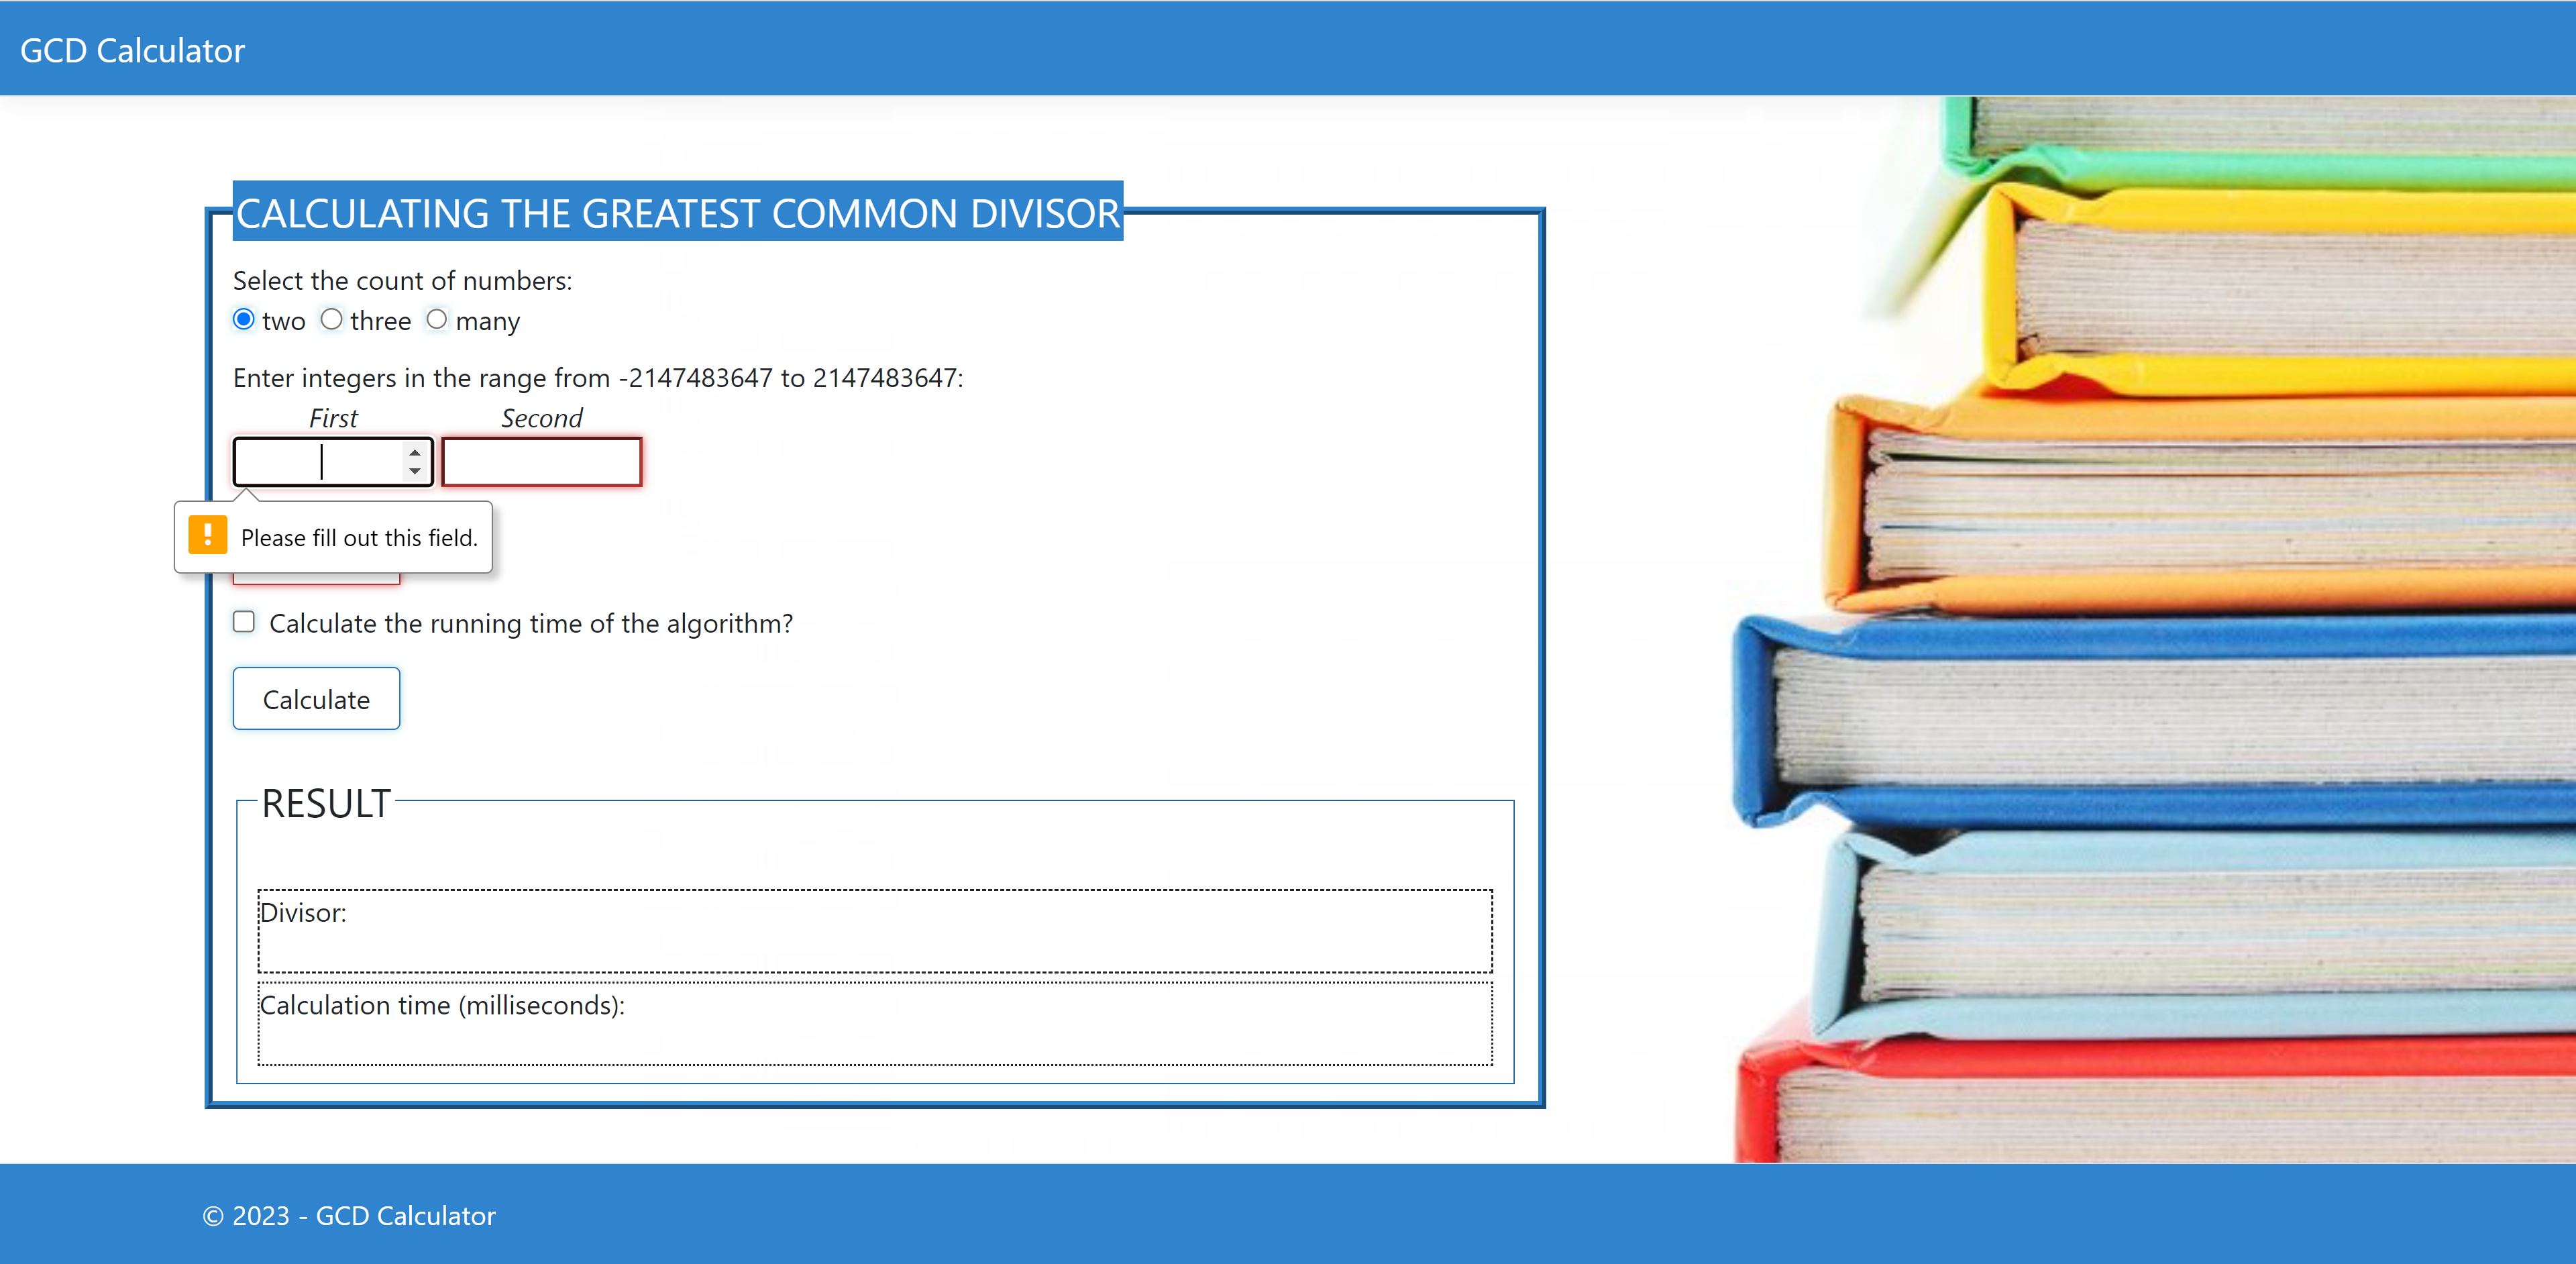 GCD Calculator
CALCULATING THE GREATEST COMMON DIVISOR
Select the count of numbers:
two three many
Enter integers in the range from -2147483647 to 2147483647:
First Second
! Please fill out this field.
Calculate the running time of the algorithm?
Calculate
RESULT
Divisor:
Calculation time (milliseconds):
© 2023 - GCD Calculator